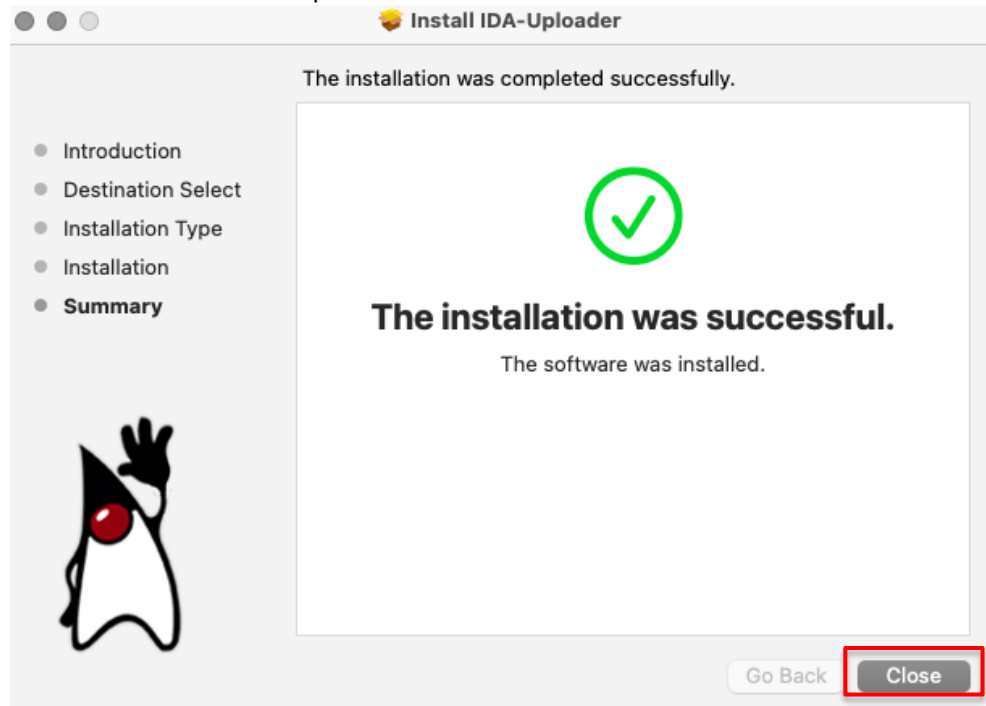 Install IDA-Uploader
The installation was completed successfully.
Introduction
Destination Select
Installation Type
Installation
Summary
The installation was successful.
The software was installed.
Go Back
Close